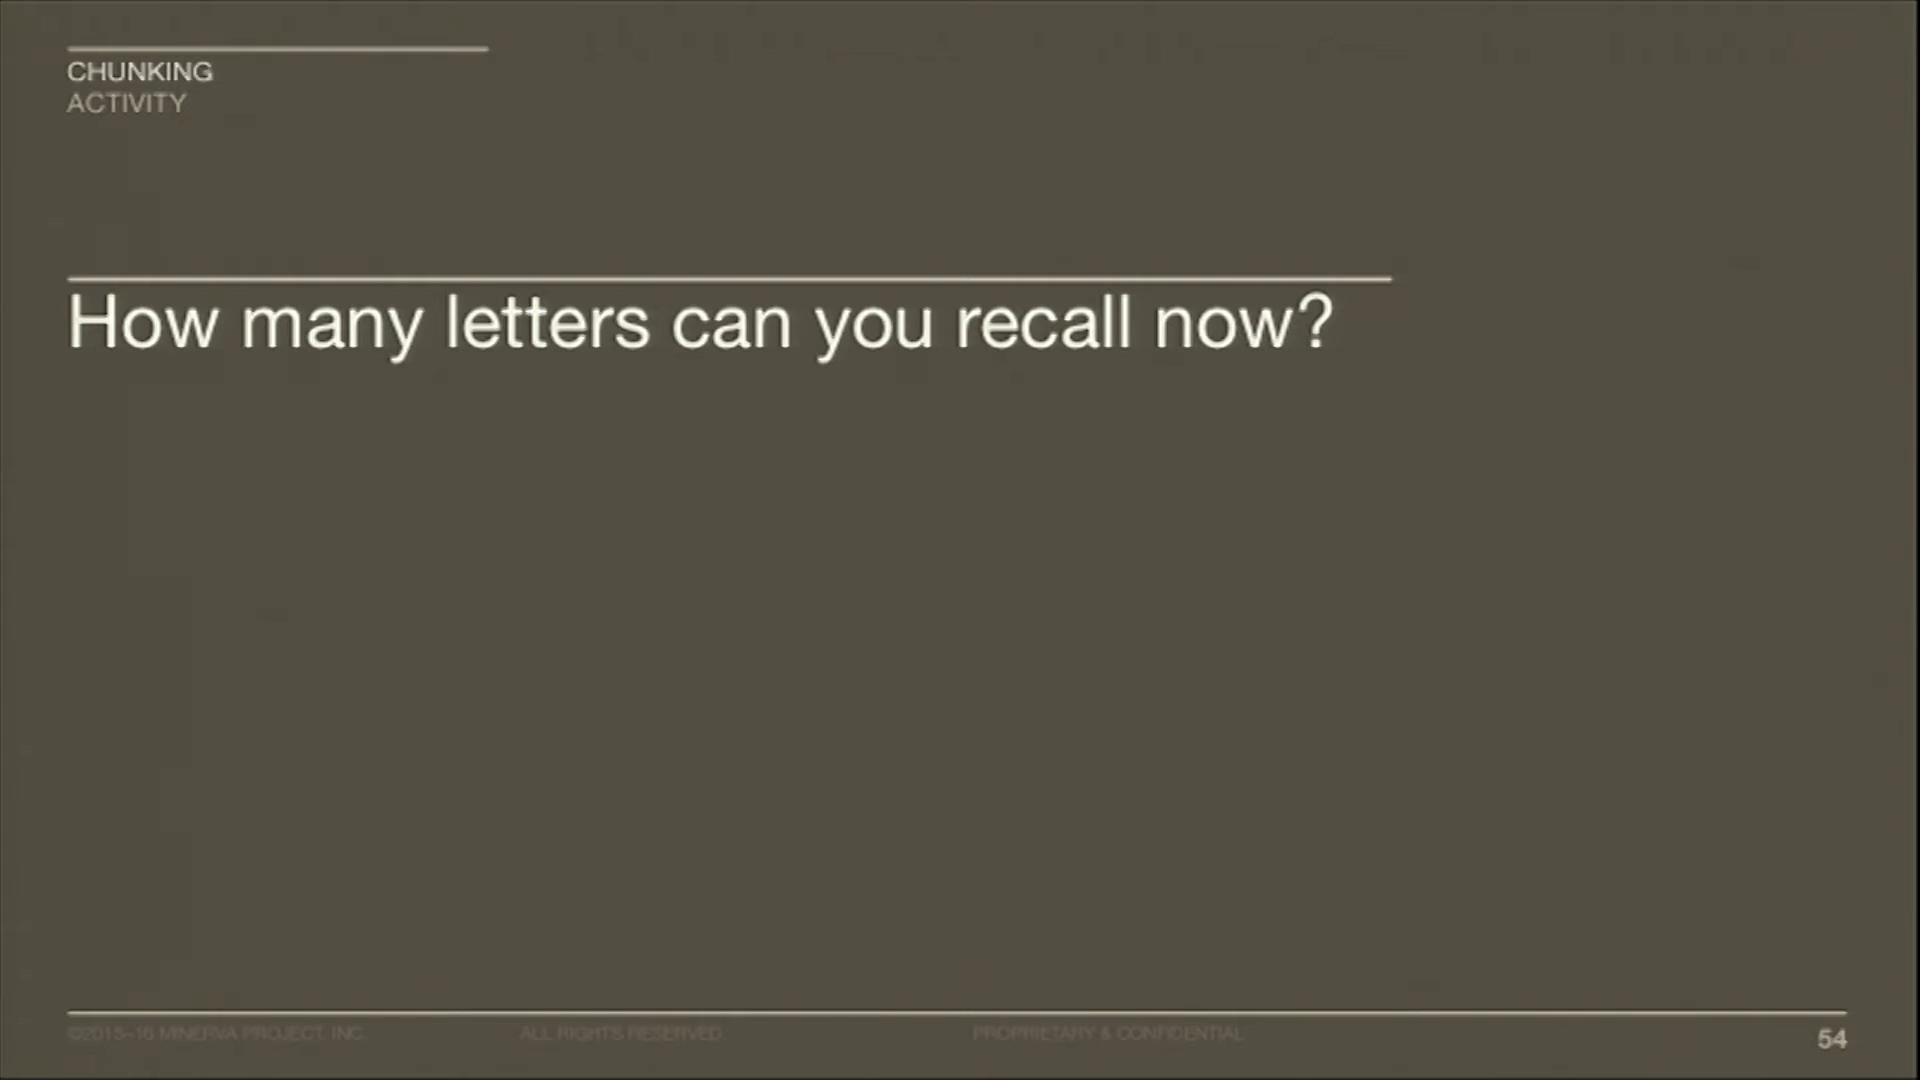 CHUNKING
ACTIVITY
How many letters can you recall now?
©2015–16 MINERVA PROJECT, INC.
ALL RIGHTS RESERVED
PROPRIETARY & CONFIDENTIAL
54